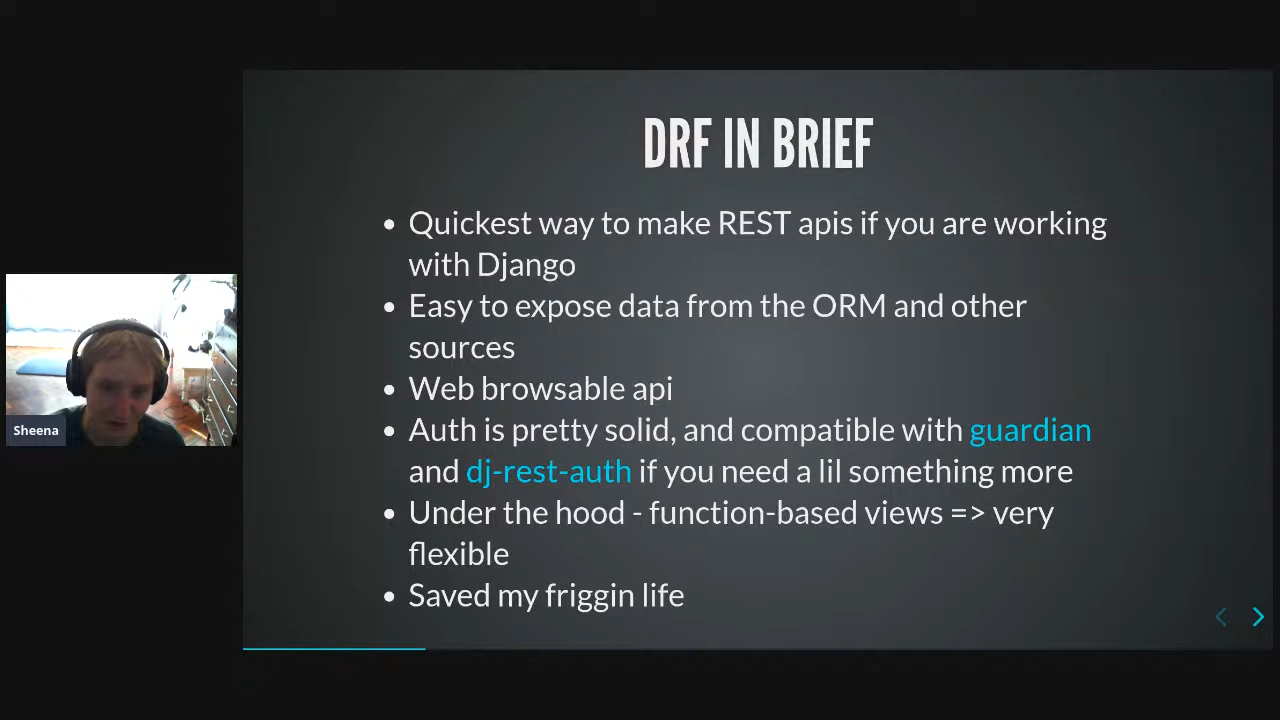 DRF IN BRIEF
Quickest way to make REST apis if you are working
with Django
Easy to expose data from the ORM and other
sources
Web browsable api
Auth is pretty solid, and compatible with guardian
and dj-rest-auth if you need a lil something more
Under the hood - function-based views => very
flexible
Saved my friggin life
Sheena